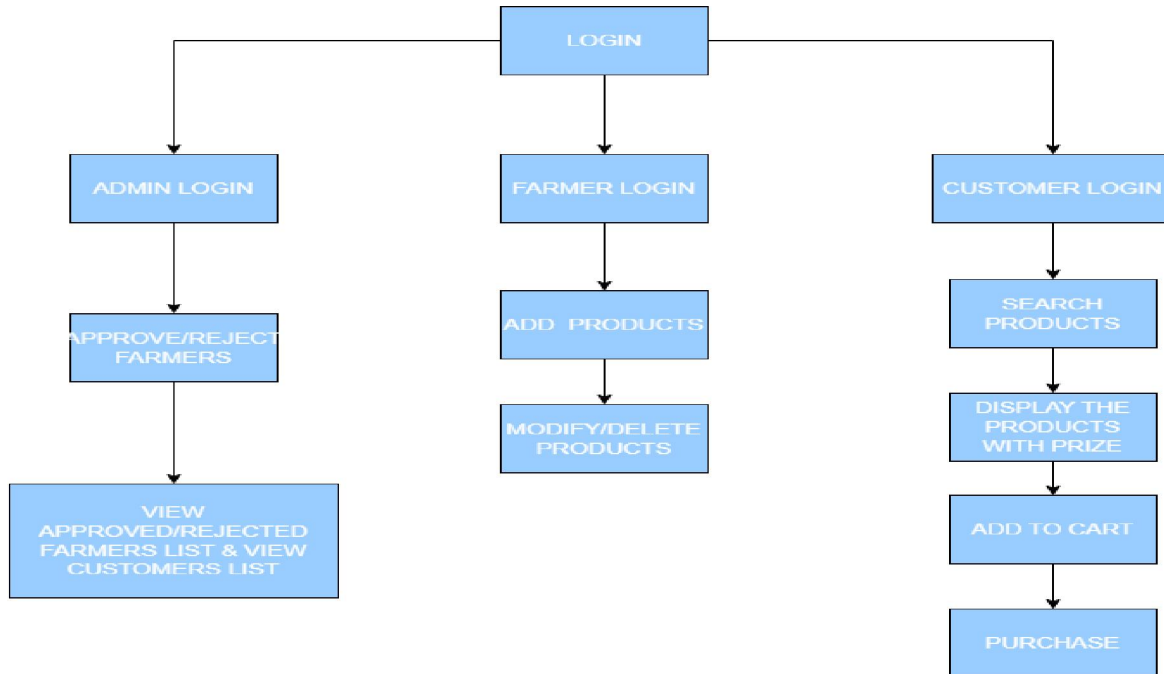 LOGIN
ADMIN LOGIN
FARMER LOGIN
CUSTOMER LOGIN
APPROVE/REJECT
FARMERS
ADD PRODUCTS
SEARCH
PRODUCTS
MODIFY/DELETE
PRODUCTS
DISPLAY THE
PRODUCTS
WITH PRIZE
VIEW
APPROVED/REJECTED
FARMERS LIST & VIEW
CUSTOMERS LIST
ADD TO CART
PURCHASE